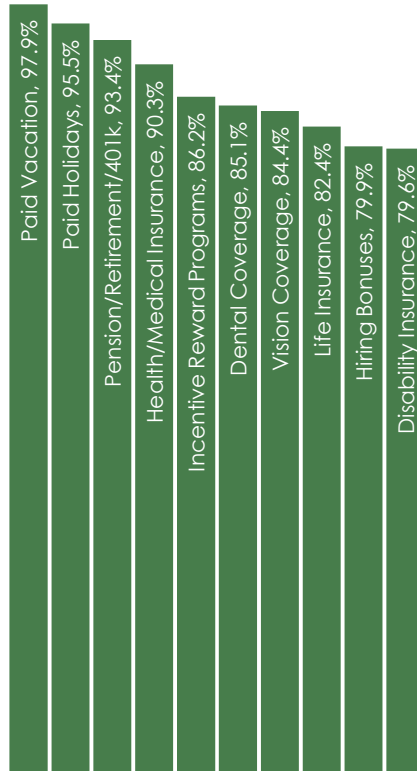 Paid Vacation, 97.9%
Paid Holidays, 95.5%
Pension/Retirement/401k, 93.4%
Health/Medical Insurance, 90.3%
Incentive Reward Programs, 86.2%
Dental Coverage, 85.1%
Vision Coverage, 84.4%
Life Insurance, 82.4%
Hiring Bonuses, 79.9%
Disability Insurance, 79.6%